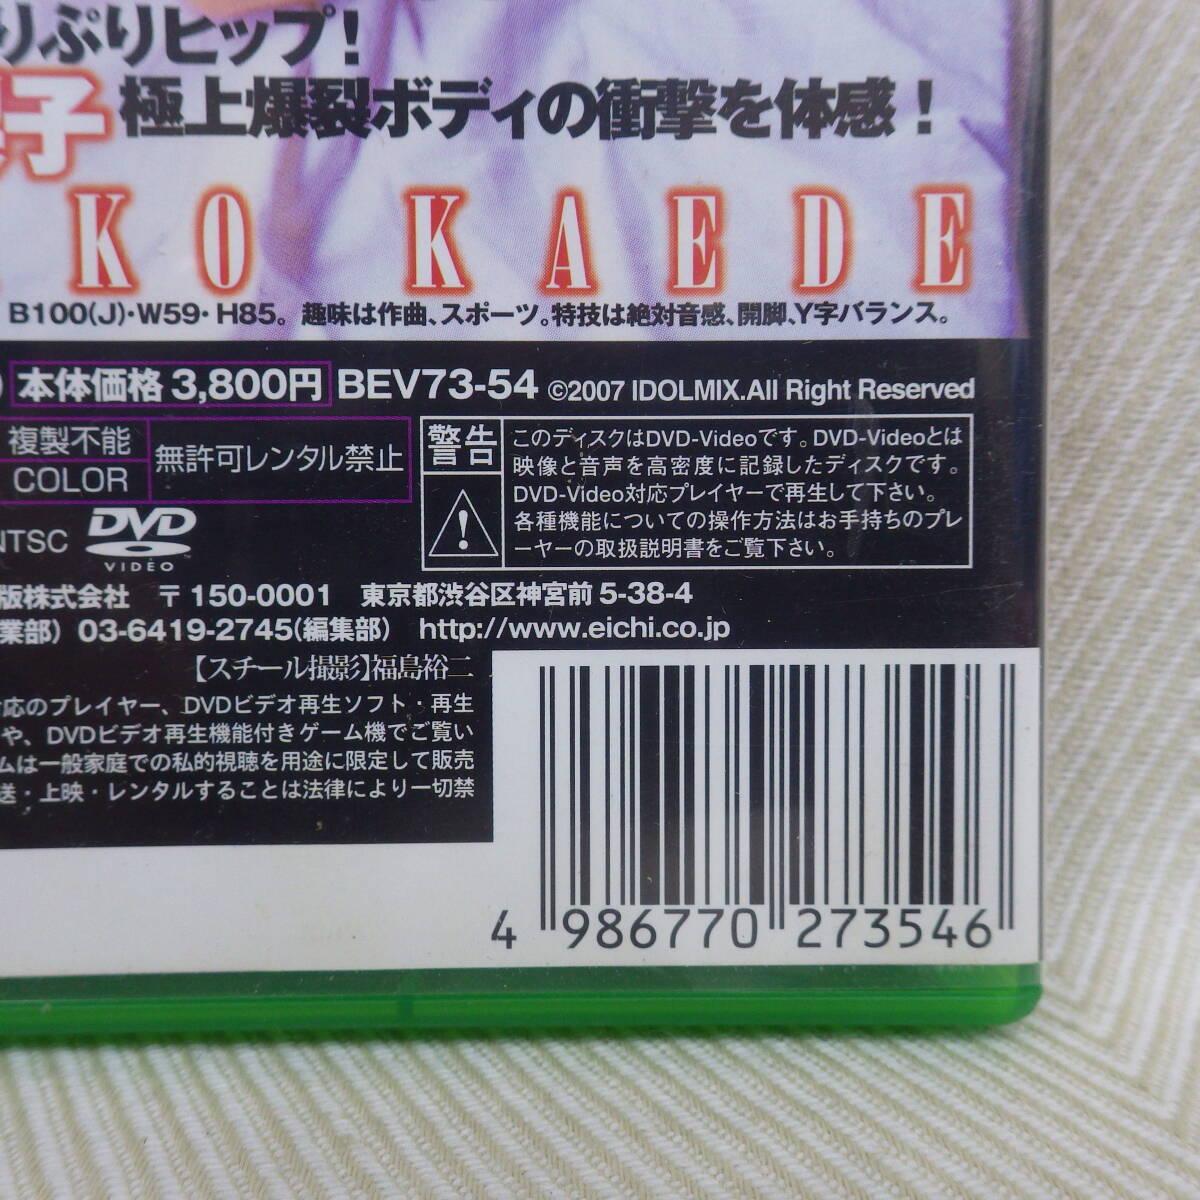 りぷりヒップ!
子 極上爆裂ボディの衝撃を体感！
KO KAEDE
B100(J)・W59・H85。趣味は作曲、スポーツ。特技は絶対音感、開脚、Y字バランス。
本体価格 3,800円 BEV73-54 ©2007 IDOLMIX.All Right Reserved
複製不能
COLOR
無許可レンタル禁止
警告
このディスクはDVD-Videoです。DVD-Videoとは
映像と音声を高密度に記録したディスクです。
DVD-Video対応プレイヤーで再生して下さい。
各種機能についての操作方法はお手持ちのプレ
ーヤーの取扱説明書をご覧下さい。
NTSC DVD VIDEO
版株式会社 〒150-0001 東京都渋谷区神宮前5-38-4
業部) 03-6419-2745(編集部) http://www.eichi.co.jp
【スチール撮影】福島裕二
対応のプレイヤー、DVDビデオ再生ソフト・再生
や、DVDビデオ再生機能付きゲーム機でご覧い
ムは一般家庭での私的視聴を用途に限定して販売
送・上映・レンタルすることは法律により一切禁
4 986770 273546